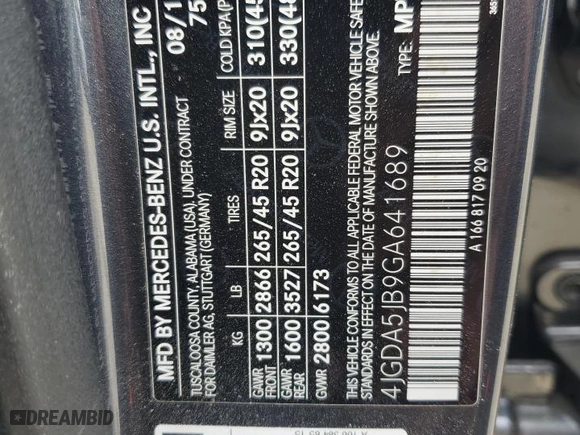 MFD BY MERCEDES-BENZ U.S. INTL., INC
TUSCALOOSA COUNTY, ALABAMA (USA), UNDER CONTRACT
FOR DAIMLER AG, STUTTGART (GERMANY)
08/1
75
KG LB TIRES RIM SIZE COLD KPA(P
GAWR FRONT 1300 2866 265/45 R20 9Jx20 310(45
GAWR REAR 1600 3527 265/45 R20 9Jx20 330(48
GVWR 2800 6173
FEDERAL MOTOR VEHICLE SAFE
THIS VEHICLE CONFORMS TO ALL APPLICABLE
IN EFFECT ON THE DATE OF MANUFACTURE SHOWN ABOVE.
4JGDA5JB9GA641689 TYPE: MP
A 166 817 09 20
DREAMBID